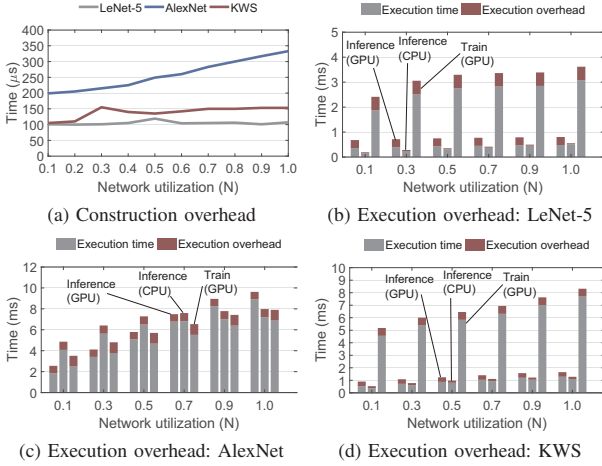 LeNet-5 AlexNet KWS
Time (μs)
400
350
300
250
200
150
100
50
0
0.1 0.2 0.3 0.4 0.5 0.6 0.7 0.8 0.9 1.0
Network utilization (N)
(a) Construction overhead
Execution time Execution overhead
Inference (GPU)
Inference (CPU)
Train (GPU)
Time (ms)
5
4
3
2
1
0
0.1 0.3 0.5 0.7 0.9 1.0
Network utilization (N)
(b) Execution overhead: LeNet-5
Execution time Execution overhead
Inference (GPU)
Inference (CPU)
Train (GPU)
Time (ms)
12
10
8
6
4
2
0
0.1 0.3 0.5 0.7 0.9 1.0
Network utilization (N)
(c) Execution overhead: AlexNet
Execution time Execution overhead
Inference (GPU)
Inference (CPU)
Train (GPU)
Time (ms)
10
9
8
7
6
5
4
3
2
1
0
0.1 0.3 0.5 0.7 0.9 1.0
Network utilization (N)
(d) Execution overhead: KWS